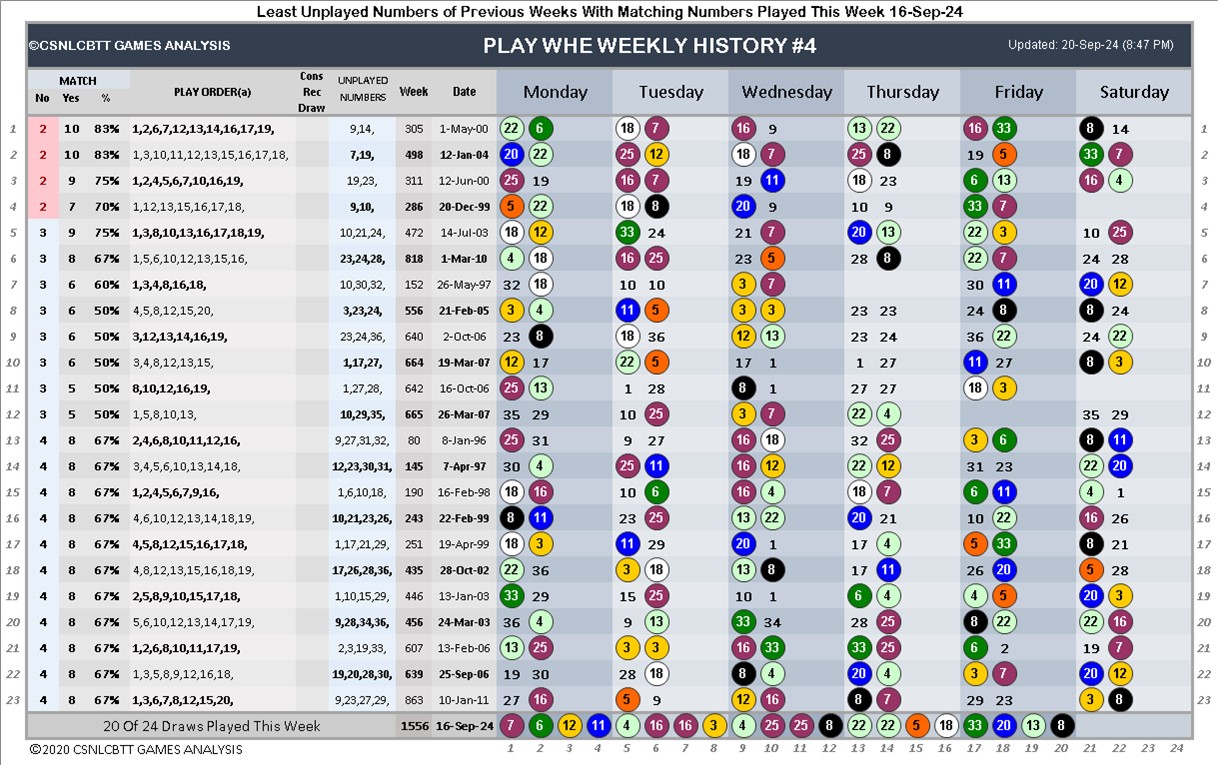 Least Unplayed Numbers of Previous Weeks With Matching Numbers Played This Week 16-Sep-24
©CSNLCBTT GAMES ANALYSIS PLAY WHE WEEKLY HISTORY #4 Updated: 20-Sep-24 (8:47 PM)
MATCH No Yes % PLAY ORDER(a) Cons Rec Draw UNPLAYED NUMBERS Week Date Monday Tuesday Wednesday Thursday Friday Saturday
1 2 10 83% 1,2,6,7,12,13,14,16,17,19, 9,14, 305 1-May-00 22 6 18 7 16 9 13 22 16 33 8 14 1
2 2 10 83% 1,3,10,11,12,13,15,16,17,18, 7,19, 498 12-Jan-04 20 22 25 12 18 7 25 8 19 5 33 7 2
3 2 9 75% 1,2,4,5,6,7,10,16,19, 19,23, 311 12-Jun-00 25 19 16 7 19 11 18 23 6 13 16 4 3
4 2 7 70% 1,12,13,15,16,17,18, 9,10, 286 20-Dec-99 5 22 18 8 20 9 10 9 33 7 4
5 3 9 75% 1,3,8,10,13,16,17,18,19, 10,21,24, 472 14-Jul-03 18 12 33 24 21 7 20 13 22 3 10 25 5
6 3 8 67% 1,5,6,10,12,13,15,16, 23,24,28, 818 1-Mar-10 4 18 16 25 23 5 28 8 22 7 24 28 6
7 3 6 60% 1,3,4,8,16,18, 10,30,32, 152 26-May-97 32 18 10 10 3 7 30 11 20 12 7
8 3 6 50% 4,5,8,12,15,20, 3,23,24, 556 21-Feb-05 3 4 11 5 3 3 23 23 24 8 8 24 8
9 3 6 50% 3,12,13,14,16,19, 23,24,36, 640 2-Oct-06 23 8 18 36 12 13 23 24 36 22 24 22 9
10 3 6 50% 3,4,8,12,13,15, 1,17,27, 664 19-Mar-07 12 17 22 5 17 1 1 27 11 27 8 3 10
11 3 5 50% 8,10,12,16,19, 1,27,28, 642 16-Oct-06 25 13 1 28 8 1 27 27 18 3 11
12 3 5 50% 1,5,8,10,13, 10,29,35, 665 26-Mar-07 35 29 10 25 3 7 22 4 35 29 12
13 4 8 67% 2,4,6,8,10,11,12,16, 9,27,31,32, 80 8-Jan-96 25 31 9 27 16 18 32 25 3 6 8 11 13
14 4 8 67% 3,4,5,6,10,13,14,18, 12,23,30,31, 145 7-Apr-97 30 4 25 11 16 12 22 12 31 23 22 20 14
15 4 8 67% 1,2,4,5,6,7,9,16, 1,6,10,18, 190 16-Feb-98 18 16 10 6 16 4 18 7 6 11 4 1 15
16 4 8 67% 4,6,10,12,13,14,18,19, 10,21,23,26, 243 22-Feb-99 8 11 23 25 13 22 20 21 10 22 16 26 16
17 4 8 67% 4,5,8,12,15,16,17,18, 1,17,21,29, 251 19-Apr-99 18 3 11 29 20 1 17 4 5 33 8 21 17
18 4 8 67% 4,8,12,13,15,16,18,19, 17,26,28,36, 435 28-Oct-02 22 36 3 18 13 8 17 11 26 20 5 28 18
19 4 8 67% 2,5,8,9,10,15,17,18, 1,10,15,29, 446 13-Jan-03 33 29 15 25 10 1 6 4 4 5 20 3 19
20 4 8 67% 5,6,10,12,13,14,17,19, 9,28,34,36, 456 24-Mar-03 36 4 9 13 33 34 28 25 8 22 22 16 20
21 4 8 67% 1,2,6,8,10,11,17,19, 2,3,19,33, 607 13-Feb-06 13 25 3 3 16 33 33 25 6 2 19 7 21
22 4 8 67% 1,3,5,8,9,12,16,18, 19,20,28,30, 639 25-Sep-06 19 30 28 18 8 4 20 4 3 7 20 12 22
23 4 8 67% 1,3,6,7,8,12,15,20, 9,23,27,29, 863 10-Jan-11 27 16 5 9 12 16 8 7 29 23 3 8 23
20 Of 24 Draws Played This Week 1556 16-Sep-24 7 6 12 11 4 16 16 3 4 25 25 8 22 22 5 18 33 20 13 8
©2020 CSNLCBTT GAMES ANALYSIS 1 2 3 4 5 6 7 8 9 10 11 12 13 14 15 16 17 18 19 20 21 22 23 24